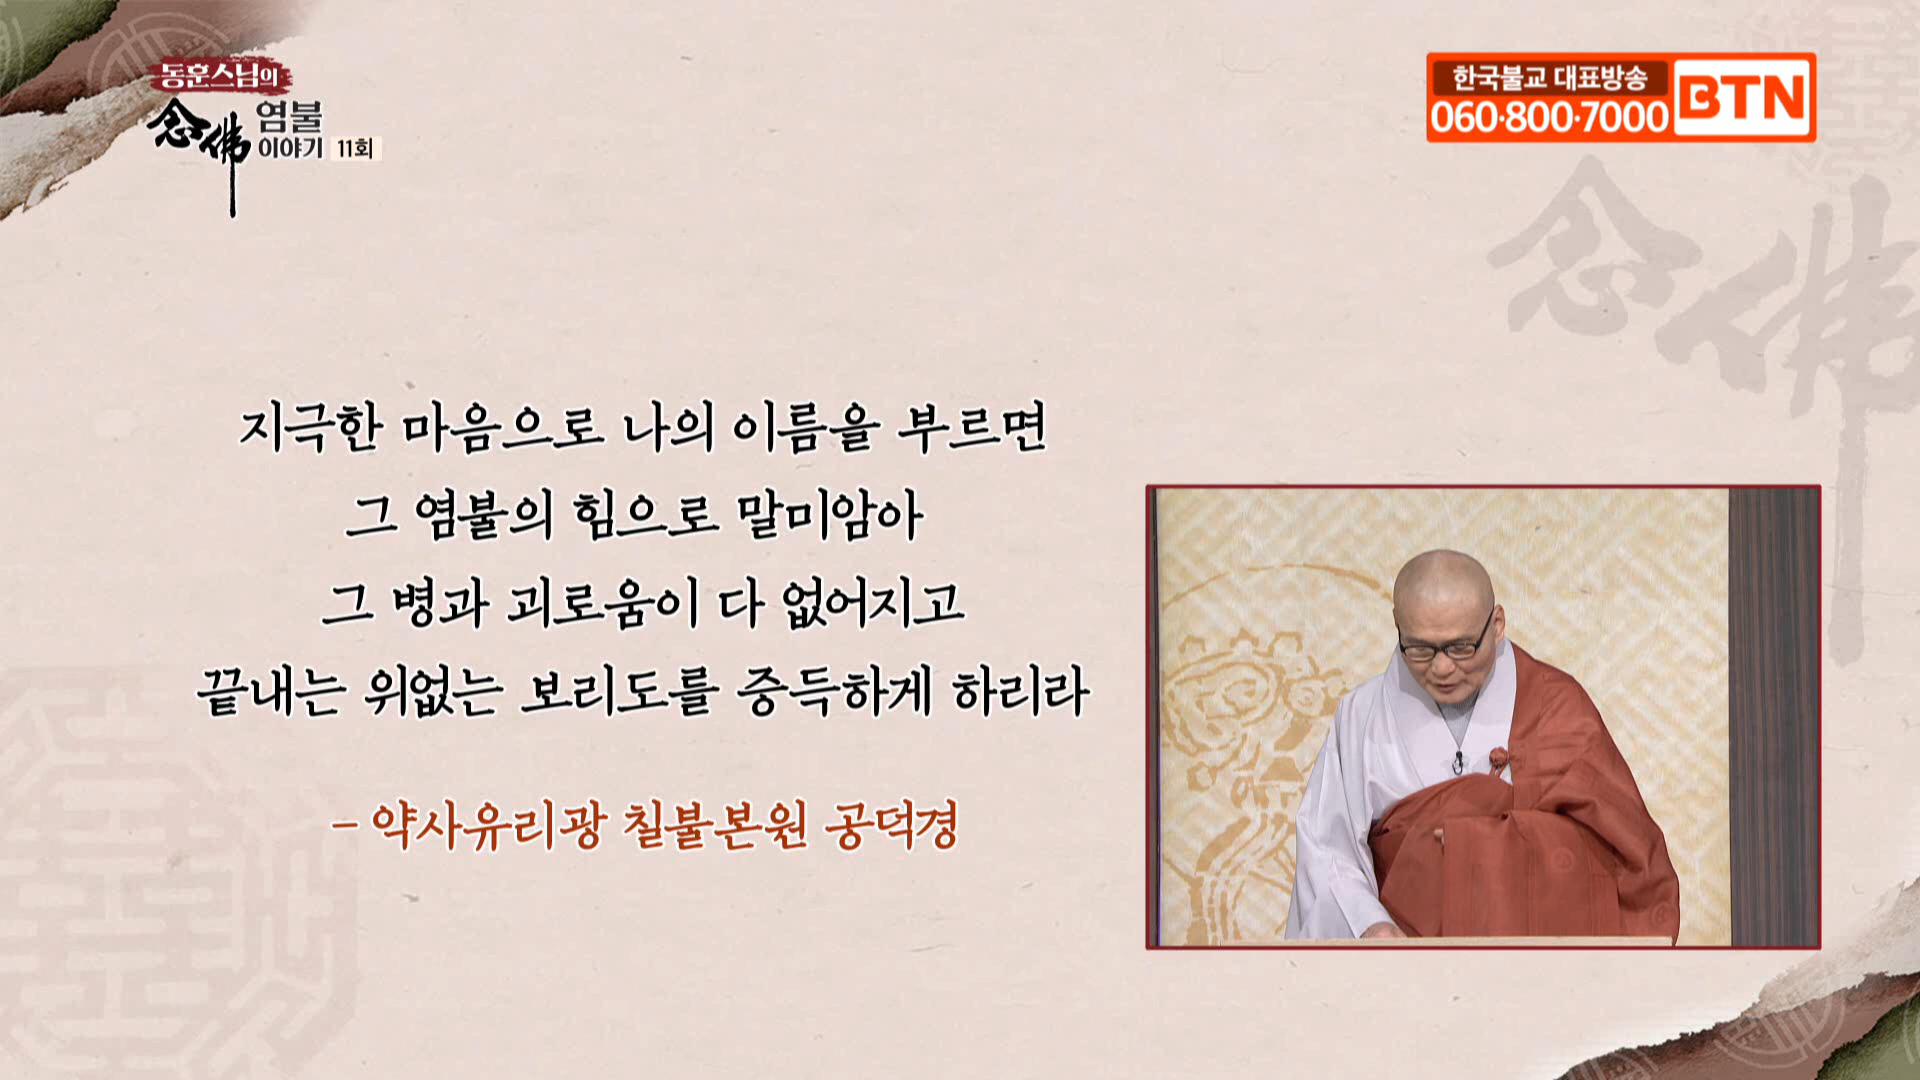 동훈스님의
念佛
염불
이야기 11회
한국불교 대표방송
060·800·7000
BTN
念佛
지극한 마음으로 나의 이름을 부르면
그 염불의 힘으로 말미암아
그 병과 괴로움이 다 없어지고
끝내는 위없는 보리도를 증득하게 하리라
- 약사유리광 칠불본원 공덕경